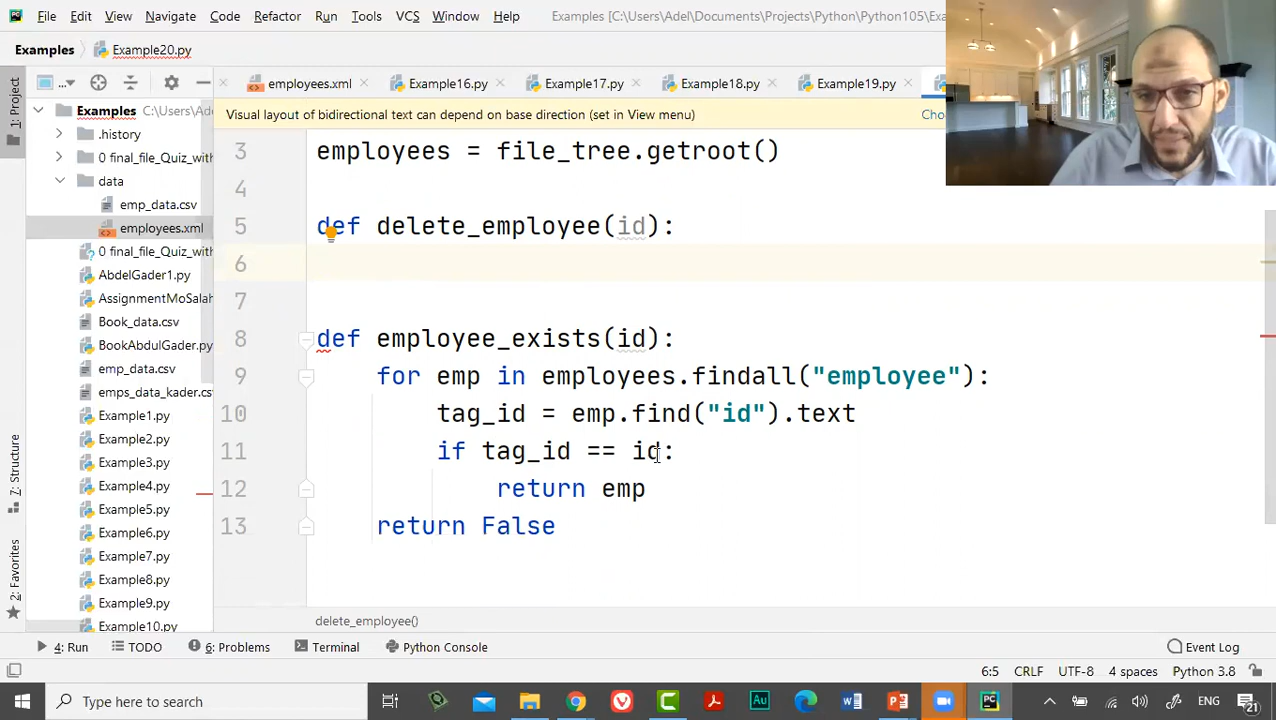 File Edit View Navigate Code Refactor Run Tools VCS Window Help Examples [C:\Users\Adel\Documents\Projects\Python\Python105\Exa
Examples Example20.py
employees.xml Example16.py Example17.py Example18.py Example19.py
1: Project
Examples C:\Users\Ade
.history
0 final_file_Quiz_with
data
emp_data.csv
employees.xml
0 final_file_Quiz_with
AbdelGader1.py
AssignmentMoSalah
Book_data.csv
BookAbdulGader.py
emp_data.csv
emps_data_kader.csv
Example1.py
Example2.py
Example3.py
Example4.py
Example5.py
Example6.py
Example7.py
Example8.py
Example9.py
Example10.py
7: Structure
2: Favorites
Visual layout of bidirectional text can depend on base direction (set in View menu) Choo
3 employees = file_tree.getroot()
4
5 def delete_employee(id):
6
7
8 def employee_exists(id):
9 for emp in employees.findall("employee"):
10 tag_id = emp.find("id").text
11 if tag_id == id:
12 return emp
13 return False
delete_employee()
4: Run TODO 6: Problems Terminal Python Console Event Log
6:5 CRLF UTF-8 4 spaces Python 3.8
Type here to search ENG 21